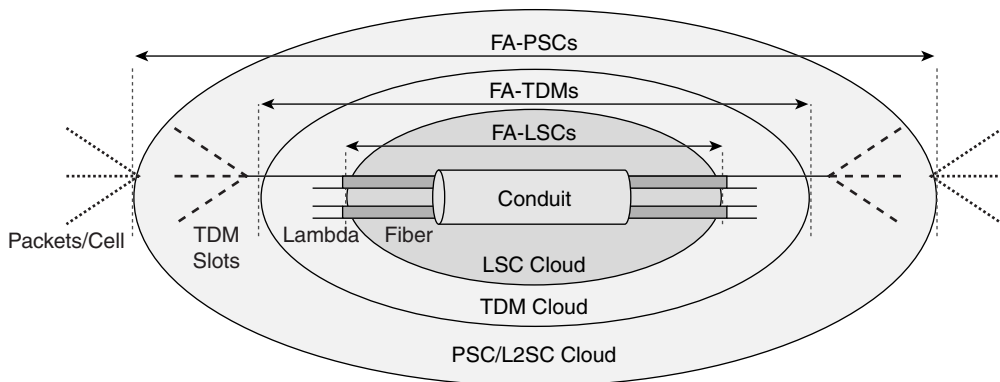 FA-PSCs
FA-TDMs
FA-LSCs
Conduit
Packets/Cell
TDM
Slots
Lambda
Fiber
LSC Cloud
TDM Cloud
PSC/L2SC Cloud